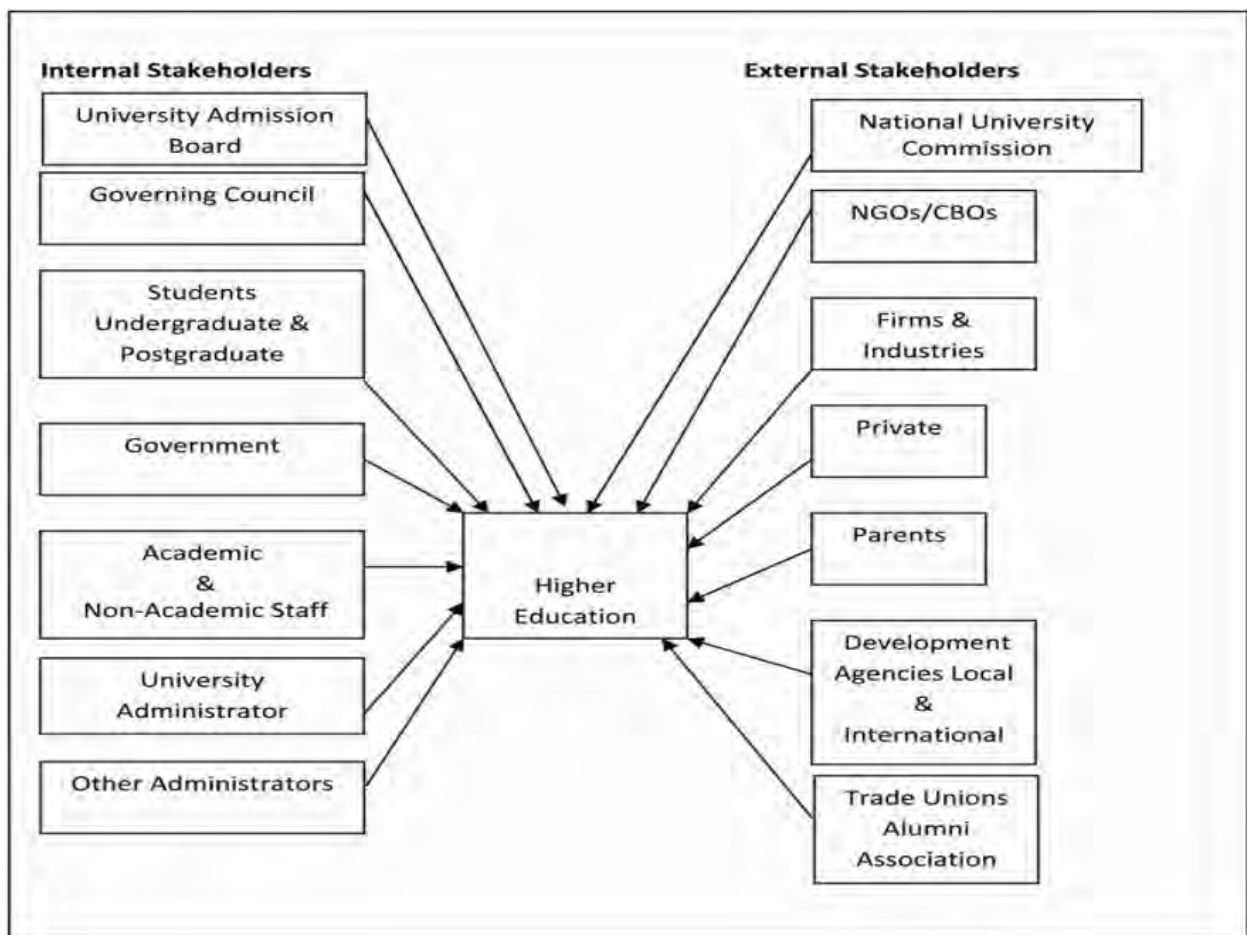 Internal Stakeholders
University Admission
Board
Governing Council
Students
Undergraduate &
Postgraduate
Government
Academic
&
Non-Academic Staff
University
Administrator
Other Administrators
Higher
Education
External Stakeholders
National University
Commission
NGOs/CBOs
Firms &
Industries
Private
Parents
Development
Agencies Local
&
International
Trade Unions
Alumni
Association